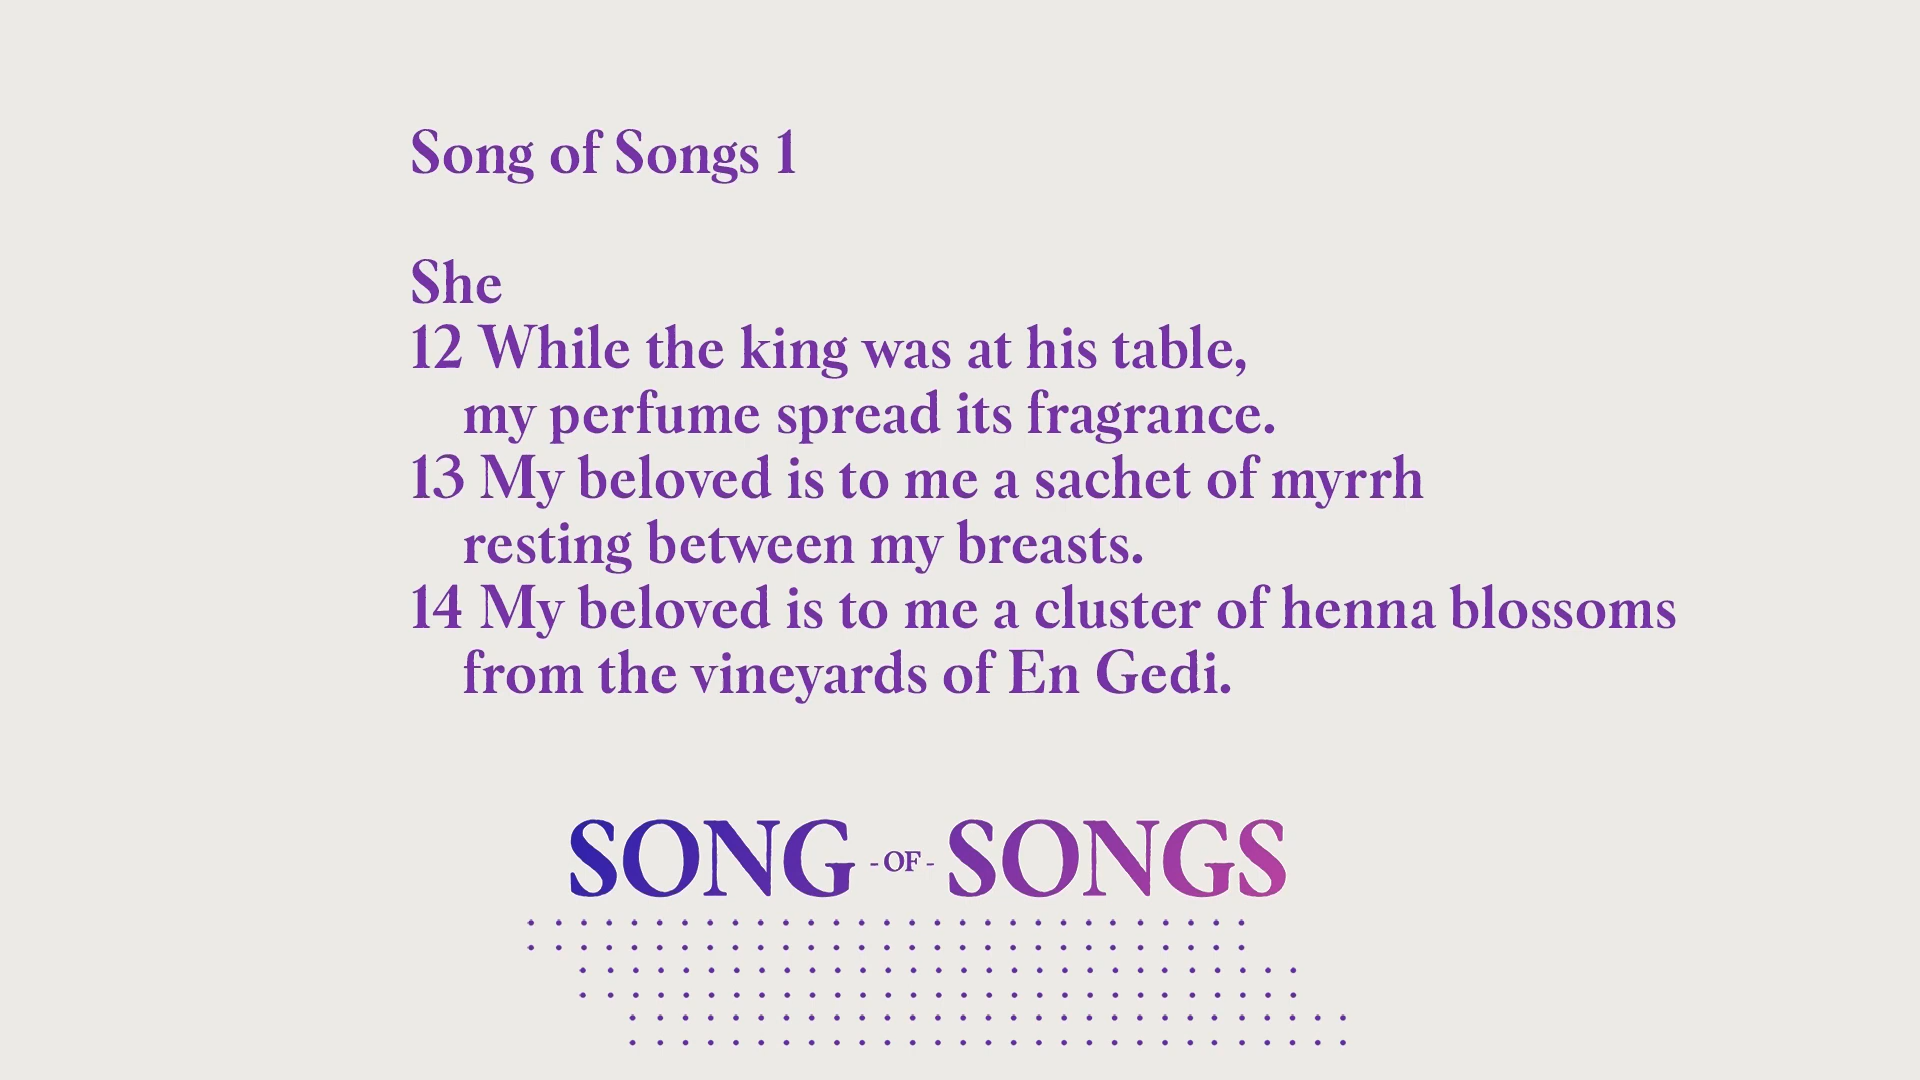 Song of Songs 1
She
12 While the king was at his table,
my perfume spread its fragrance.
13 My beloved is to me a sachet of myrrh
resting between my breasts.
14 My beloved is to me a cluster of henna blossoms
from the vineyards of En Gedi.
SONG -OF- SONGS